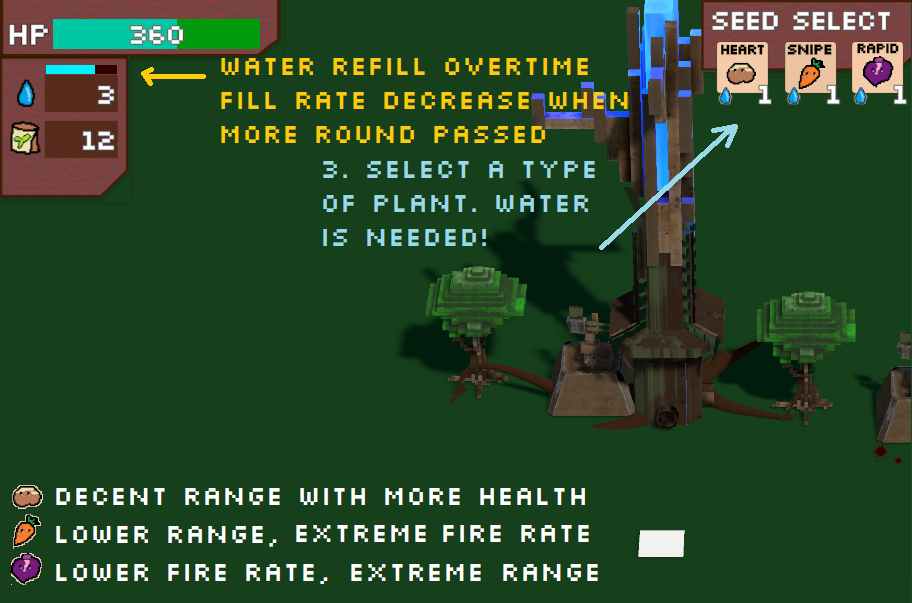 HP 360
3
12
SEED SELECT
HEART SNIPE RAPID
1 1 1
WATER REFILL OVERTIME
FILL RATE DECREASE WHEN
MORE ROUND PASSED
3. SELECT A TYPE
OF PLANT. WATER
IS NEEDED!
DECENT RANGE WITH MORE HEALTH
LOWER RANGE, EXTREME FIRE RATE
LOWER FIRE RATE, EXTREME RANGE